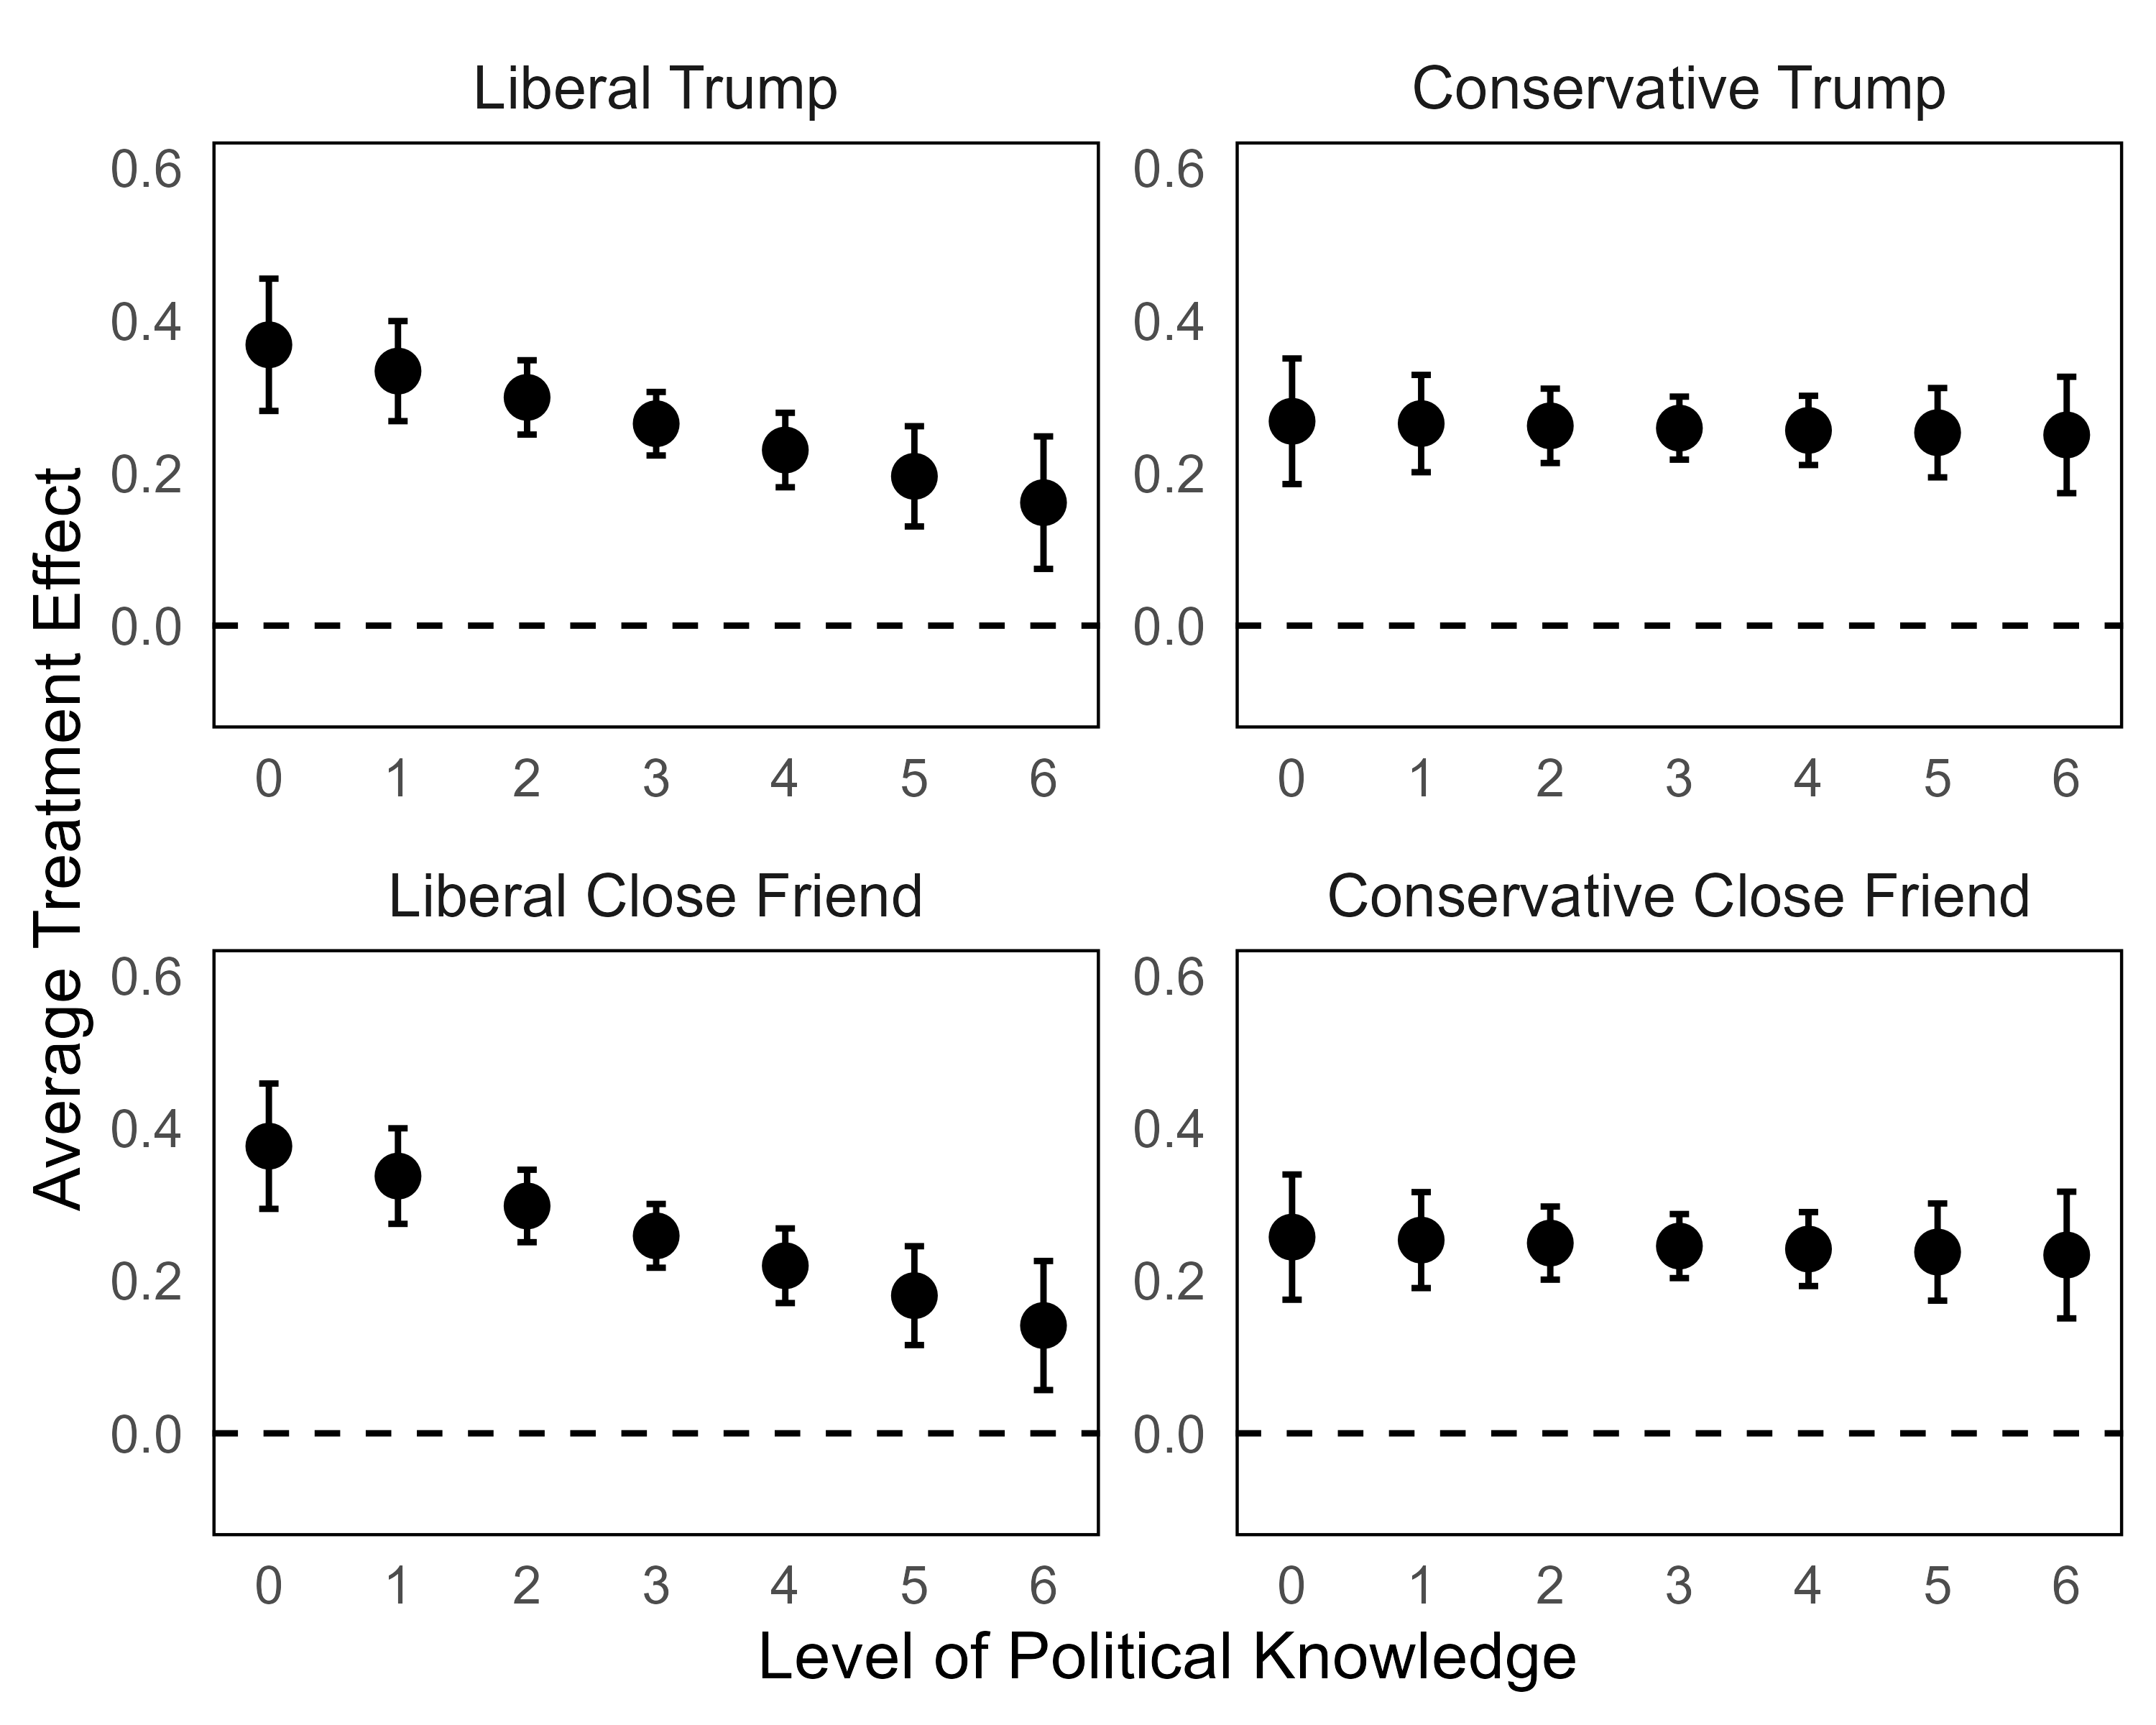 Liberal Trump
Conservative Trump
0.6
0.4
0.2
0.0
0.6
0.4
0.2
0.0
0 1 2 3 4 5 6
0 1 2 3 4 5 6
Liberal Close Friend
Conservative Close Friend
0.6
0.4
0.2
0.0
0.6
0.4
0.2
0.0
0 1 2 3 4 5 6
0 1 2 3 4 5 6
Average Treatment Effect
Level of Political Knowledge